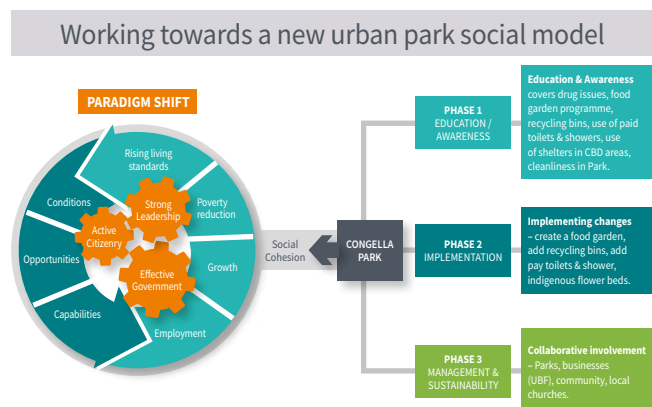 Working towards a new urban park social model
PARADIGM SHIFT
Rising living
standards
Poverty
reduction
Growth
Employment
Capabilities
Opportunities
Conditions
Strong
Leadership
Active
Citizenry
Effective
Government
Social
Cohesion
CONGELLA
PARK
PHASE 1
EDUCATION /
AWARENESS
Education & Awareness
covers drug issues, food
garden programme,
recycling bins, use of paid
toilets & showers, use
of shelters in CBD areas,
cleanliness in Park.
PHASE 2
IMPLEMENTATION
Implementing changes
– create a food garden,
add recycling bins, add
pay toilets & shower,
indigenous flower beds.
PHASE 3
MANAGEMENT &
SUSTAINABILITY
Collaborative involvement
– Parks, businesses
(UBF), community, local
churches.